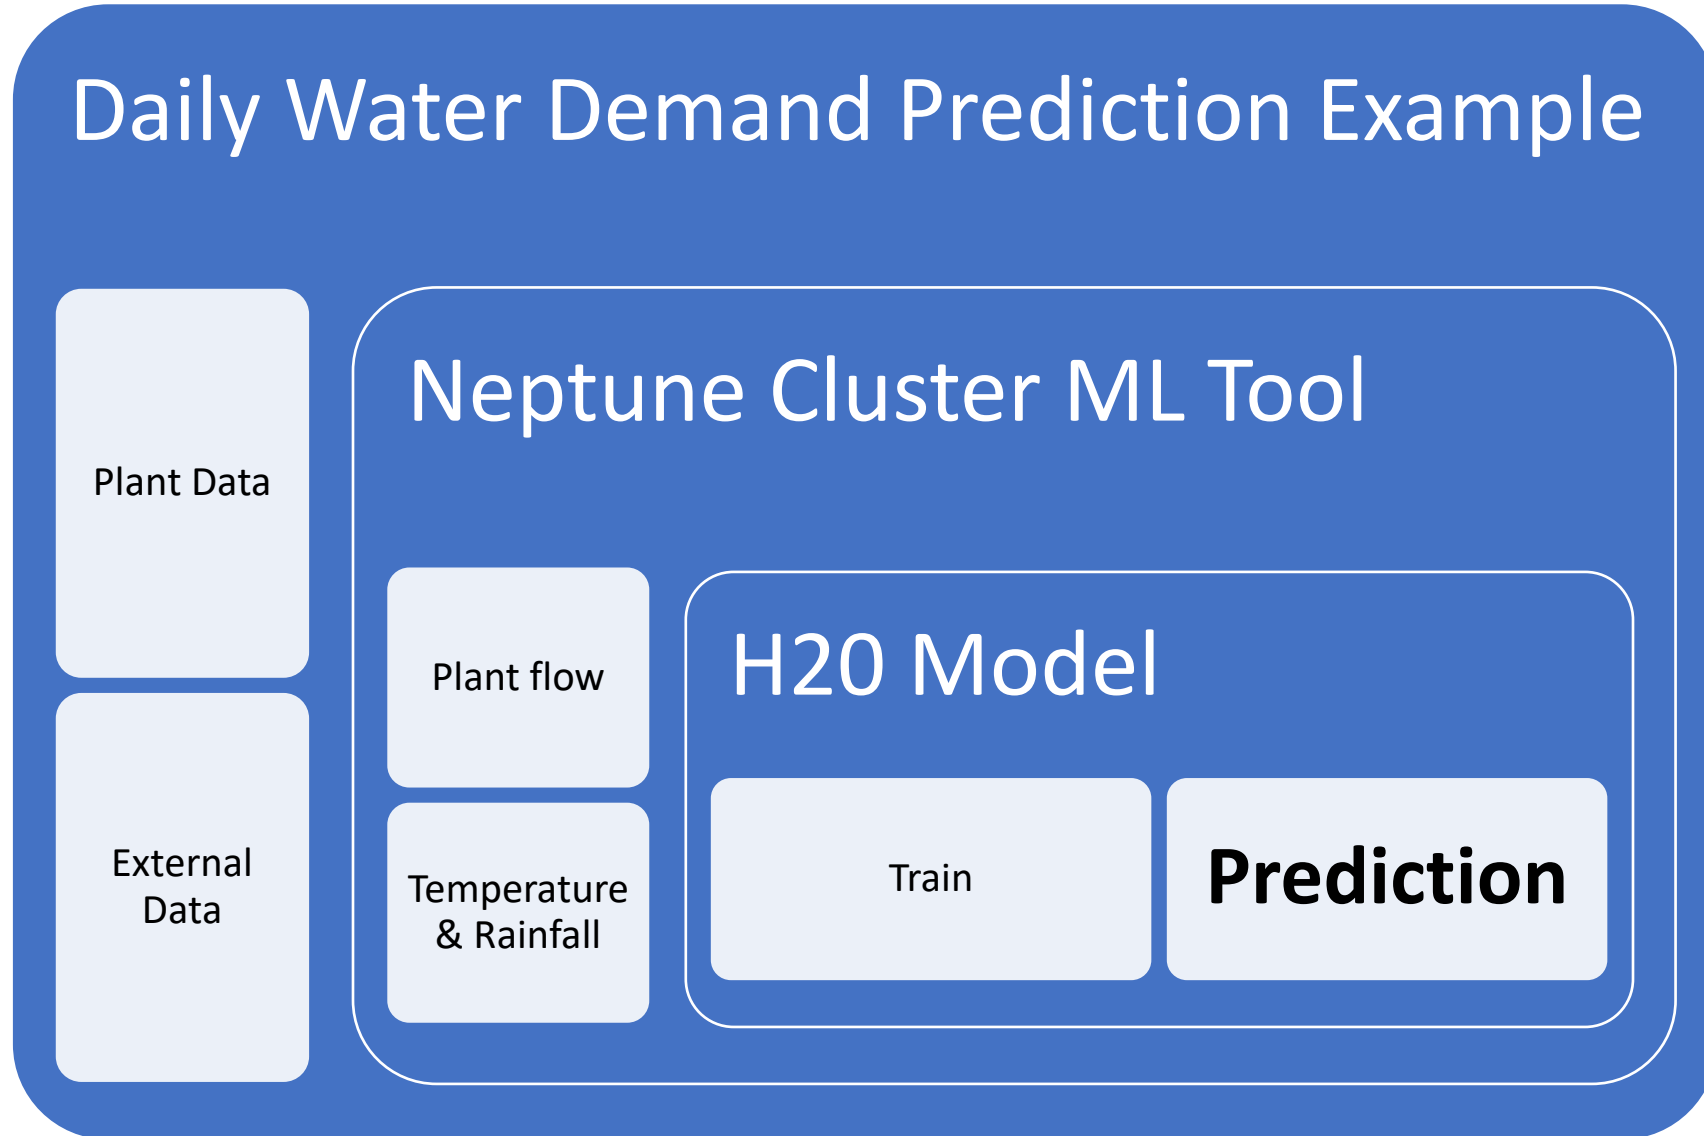 Daily Water Demand Prediction Example
Plant Data
External
Data
Neptune Cluster ML Tool
Plant flow
Temperature
& Rainfall
H20 Model
Train
Prediction